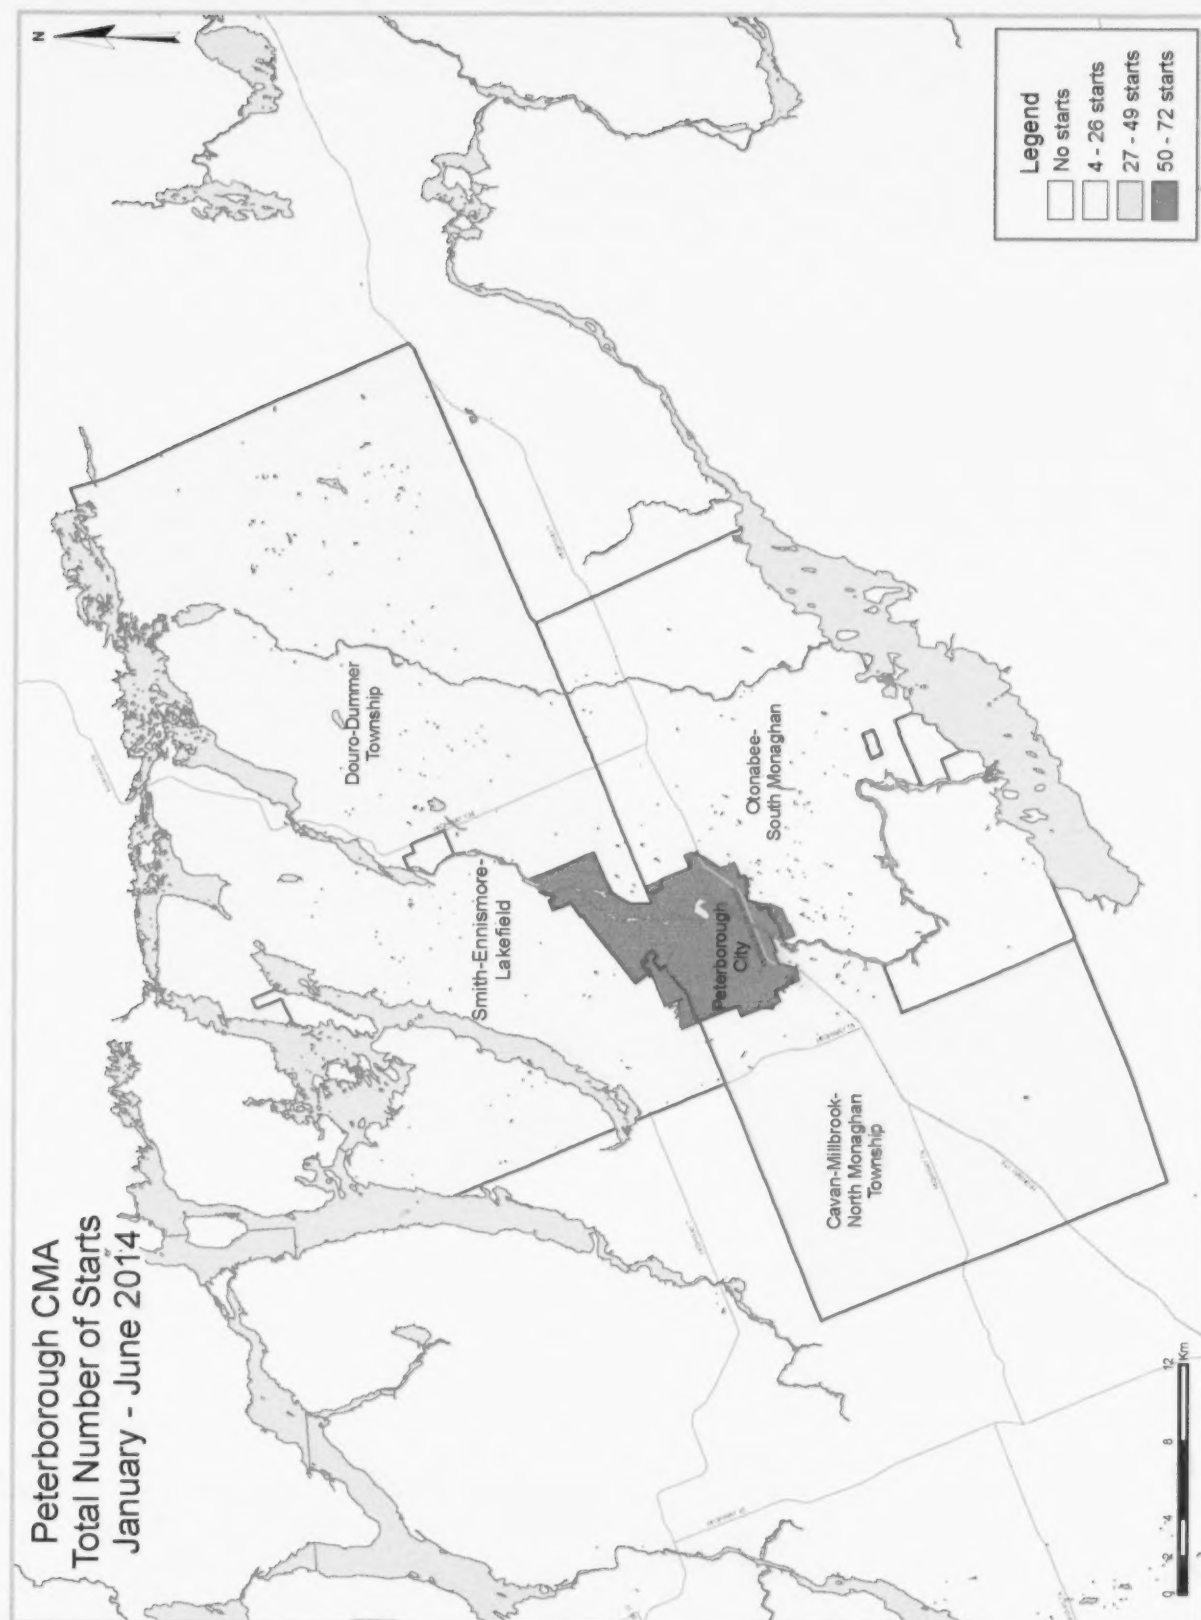 Peterborough CMA
Total Number of Starts
January - June 2014
N
Douro-Dummer
Township
Smith-Ennismore-
Lakefield
Peterborough
City
Otonabee-
South Monaghan
Cavan-Millbrook-
North Monaghan
Township
Legend
No starts
4 - 26 starts
27 - 49 starts
50 - 72 starts
0 2 4 8 12
Km